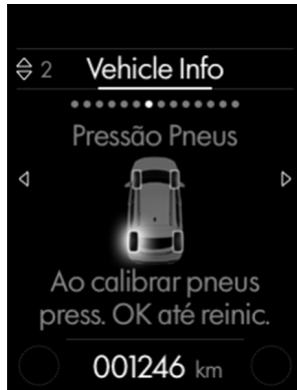 2 Vehicle Info
Pressão Pneus
Ao calibrar pneus
press. OK até reinic.
001246 km